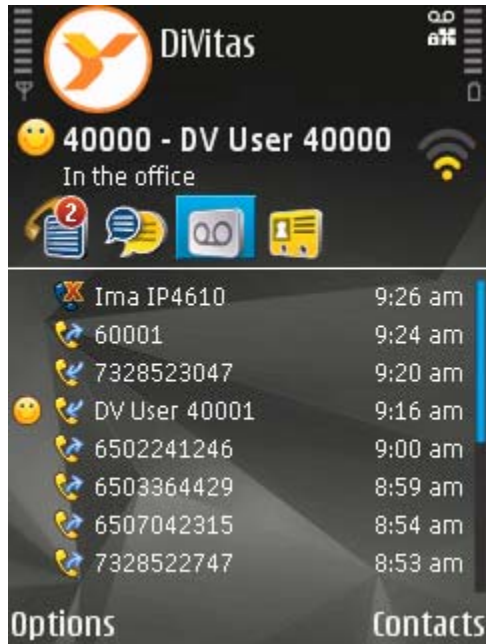 DiVitas
40000 - DV User 40000
In the office
2
Ima IP4610 9:26 am
60001 9:24 am
7328523047 9:20 am
DV User 40001 9:16 am
6502241246 9:00 am
6503364429 8:59 am
6507042315 8:54 am
7328522747 8:53 am
Options Contacts